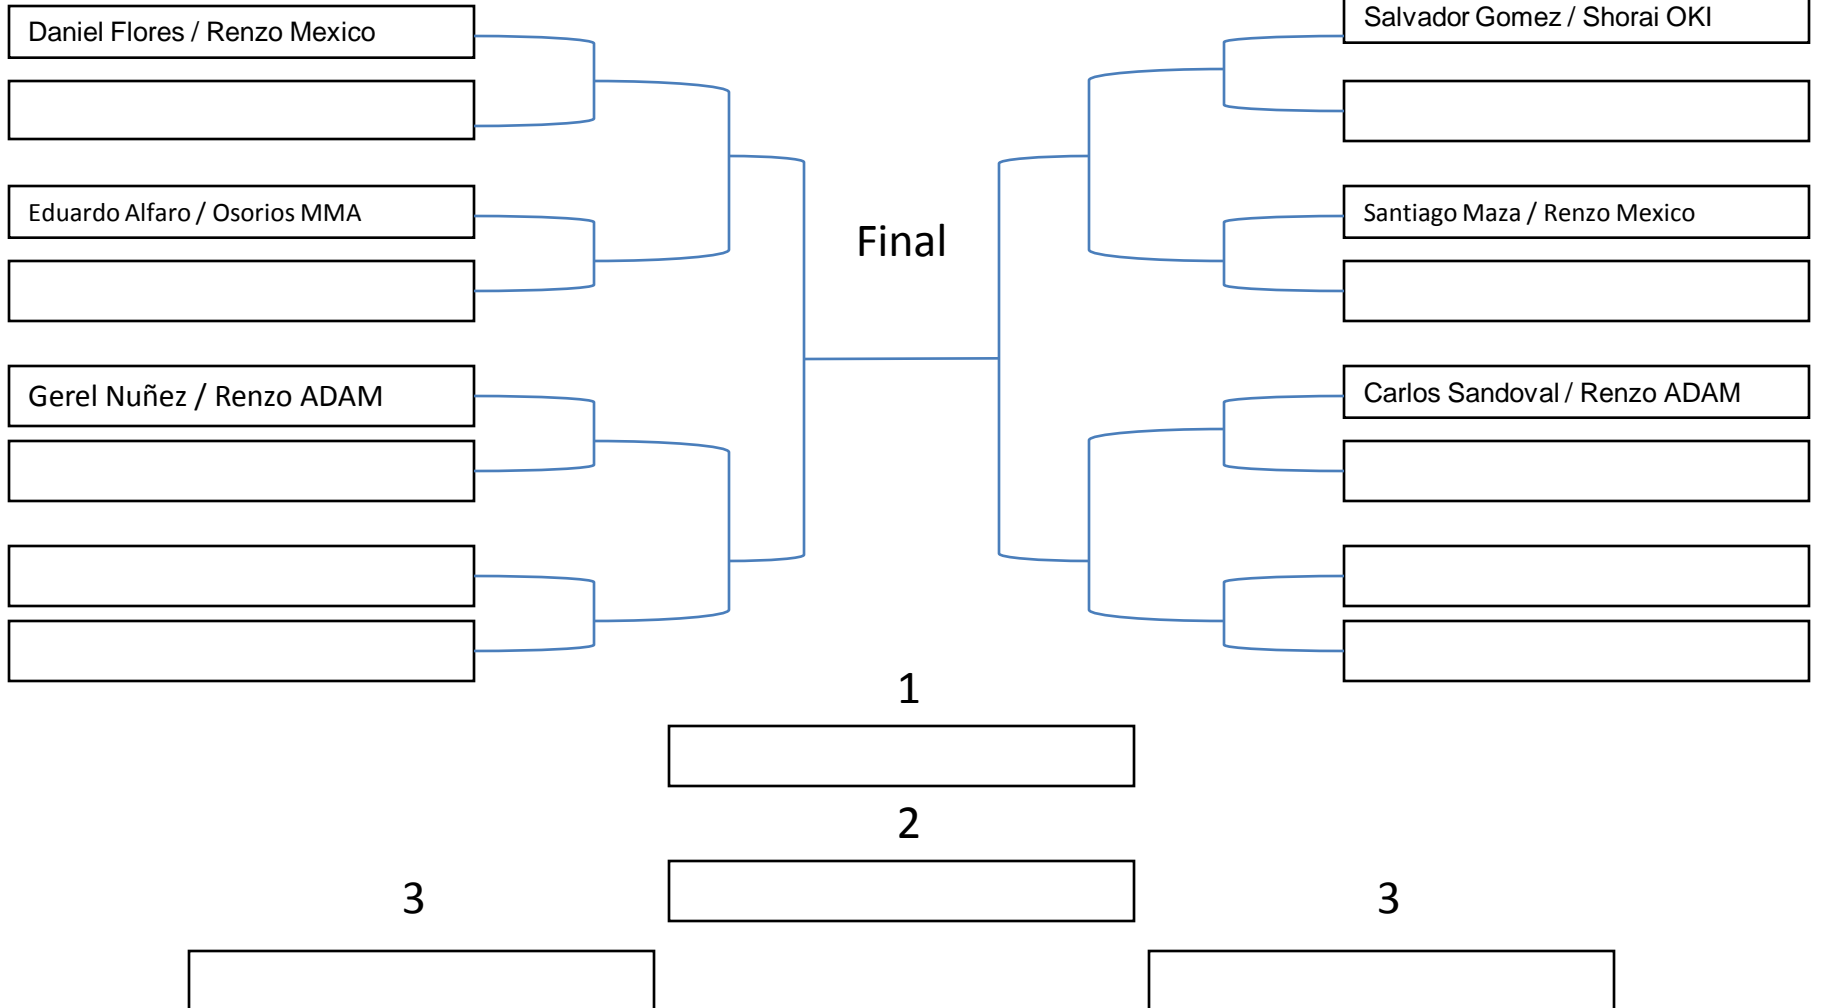 Daniel Flores / Renzo Mexico
Salvador Gomez / Shorai OKI
Eduardo Alfaro / Osorios MMA
Final
Santiago Maza / Renzo Mexico
Gerel Nuñez / Renzo ADAM
Carlos Sandoval / Renzo ADAM
1
2
3
3